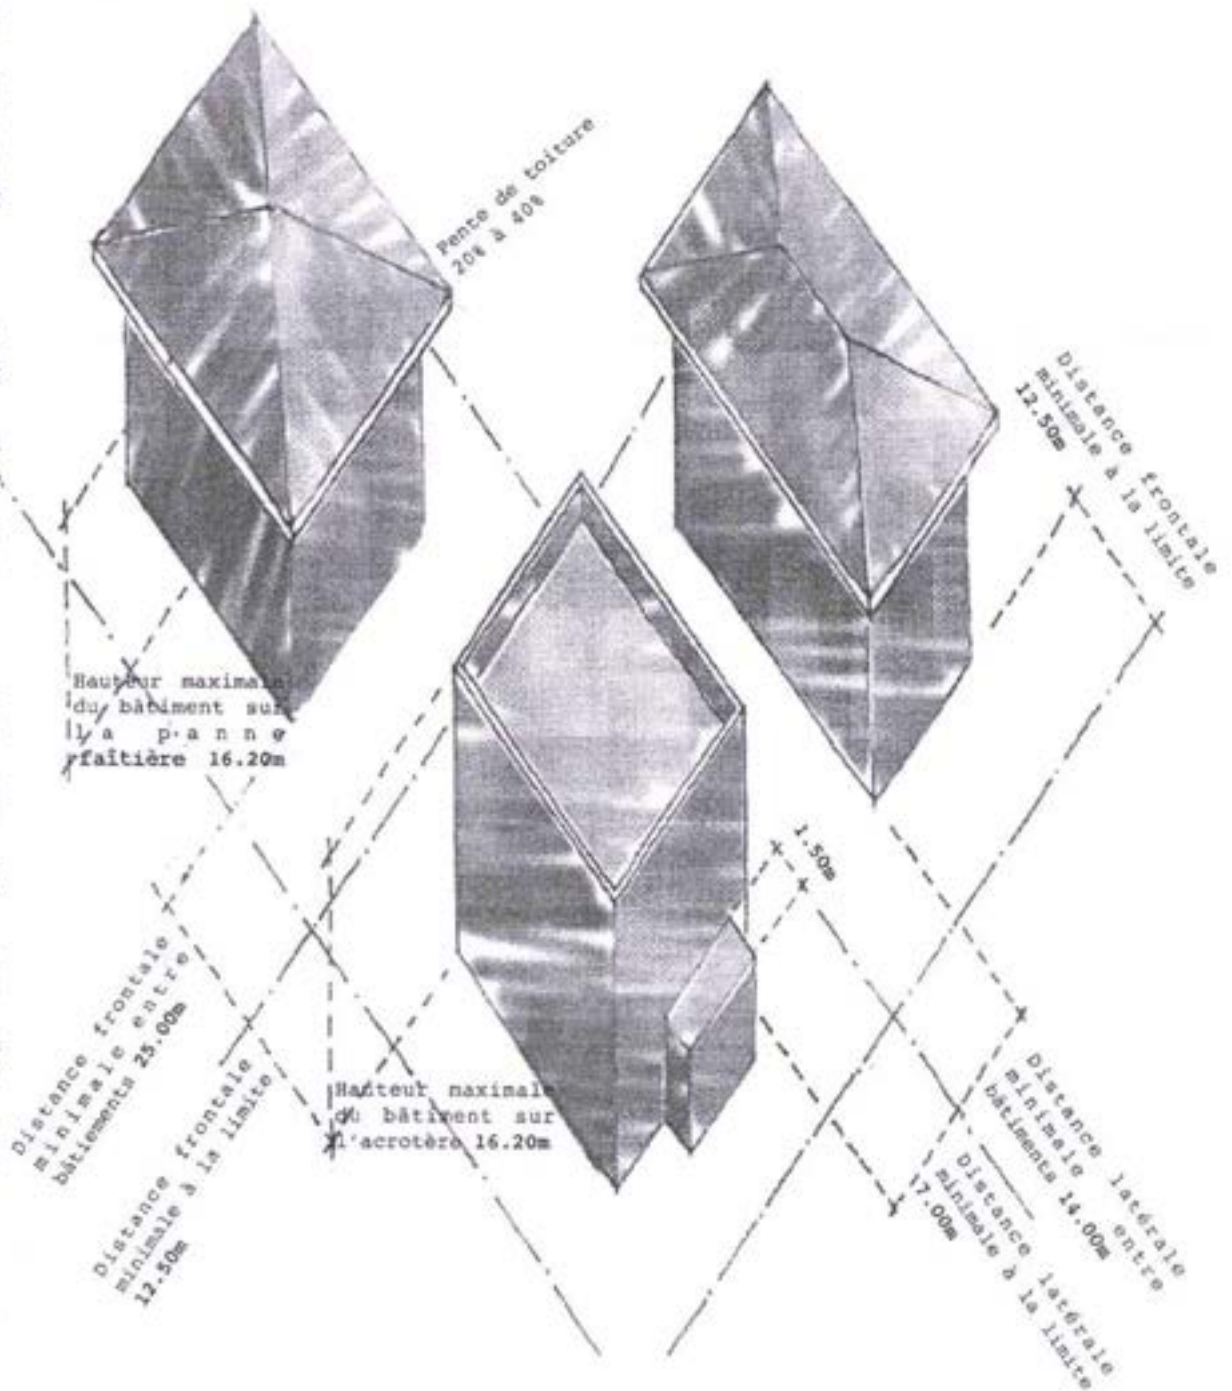 Pente de toiture
20% à 40%
Distance frontale
minimale à la limite
12.50m
Hauteur maximale
du bâtiment sur
la panne
faîtière 16.20m
1.50m
Distance frontale
minimale entre
bâtiements 25.00m
Distance frontale
minimale à la limite
12.50m
Hauteur maximale
du bâtiment sur
l'acrotère 16.20m
Distance latérale
minimale entre
bâtiments 14.00m
Distance latérale
minimale à la limite
7.00m